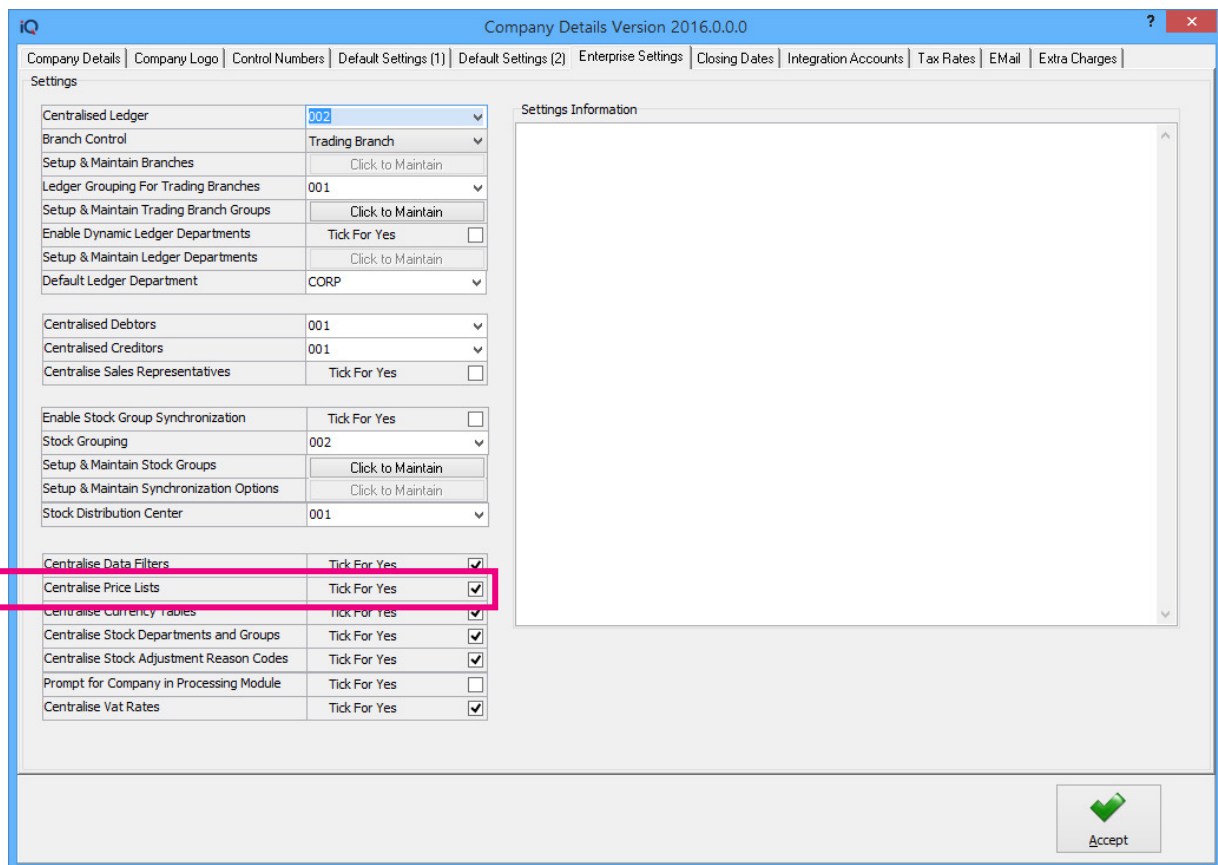 iQ Company Details Version 2016.0.0.0 ? ×
Company Details Company Logo Control Numbers Default Settings (1) Default Settings (2) Enterprise Settings Closing Dates Integration Accounts Tax Rates EMail Extra Charges
Settings
Settings Information
Centralised Ledger 002
Branch Control Trading Branch
Setup & Maintain Branches Click to Maintain
Ledger Grouping For Trading Branches 001
Setup & Maintain Trading Branch Groups Click to Maintain
Enable Dynamic Ledger Departments Tick For Yes
Setup & Maintain Ledger Departments Click to Maintain
Default Ledger Department CORP
Centralised Debtors 001
Centralised Creditors 001
Centralise Sales Representatives Tick For Yes
Enable Stock Group Synchronization Tick For Yes
Stock Grouping 002
Setup & Maintain Stock Groups Click to Maintain
Setup & Maintain Synchronization Options Click to Maintain
Stock Distribution Center 001
Centralise Data Filters Tick For Yes
Centralise Price Lists Tick For Yes
Centralise Currency Tables Tick For Yes
Centralise Stock Departments and Groups Tick For Yes
Centralise Stock Adjustment Reason Codes Tick For Yes
Prompt for Company in Processing Module Tick For Yes
Centralise Vat Rates Tick For Yes
Accept